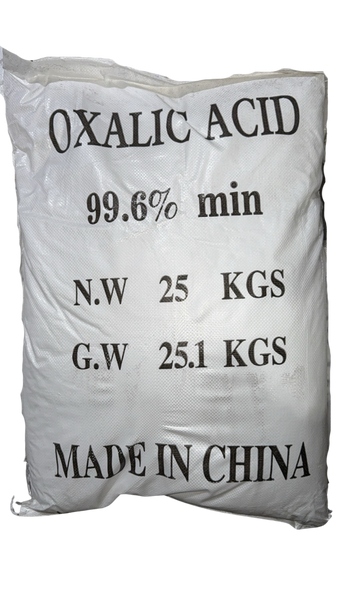 OXALIC ACID
99.6% min
N.W 25 KGS
G.W 25.1 KGS
MADE IN CHINA